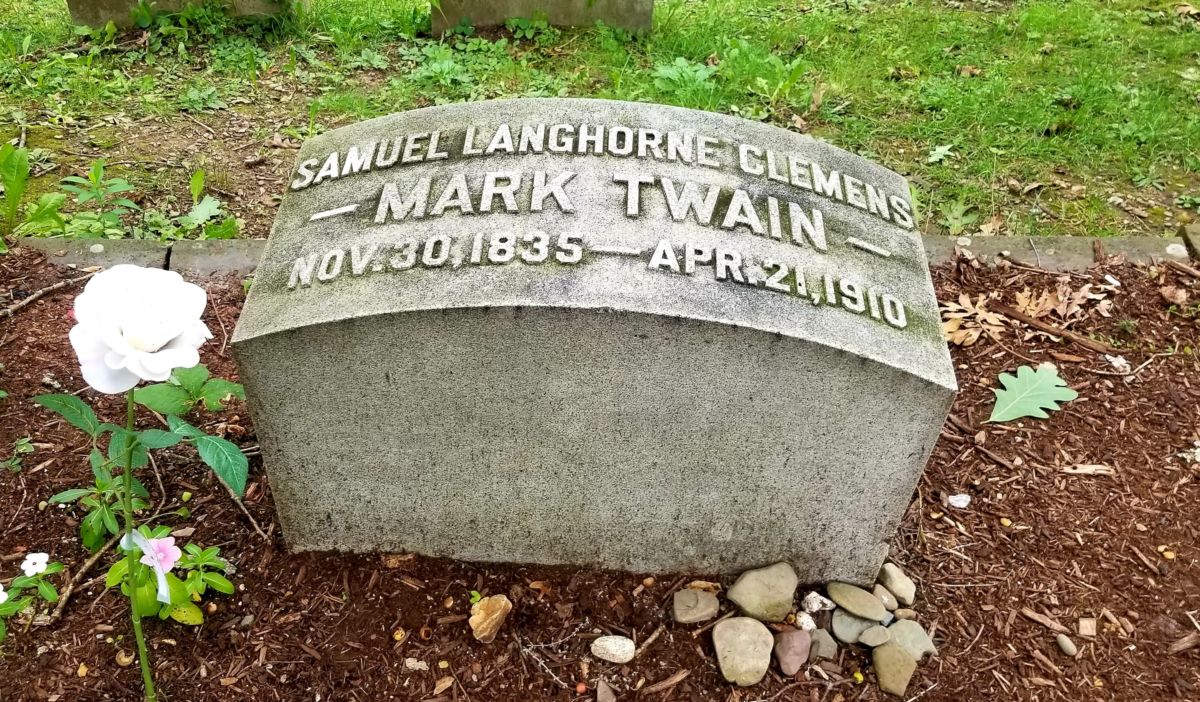 SAMUEL LANGHORNE CLEMENS
— MARK TWAIN —
NOV. 30, 1835 — APR. 21, 1910